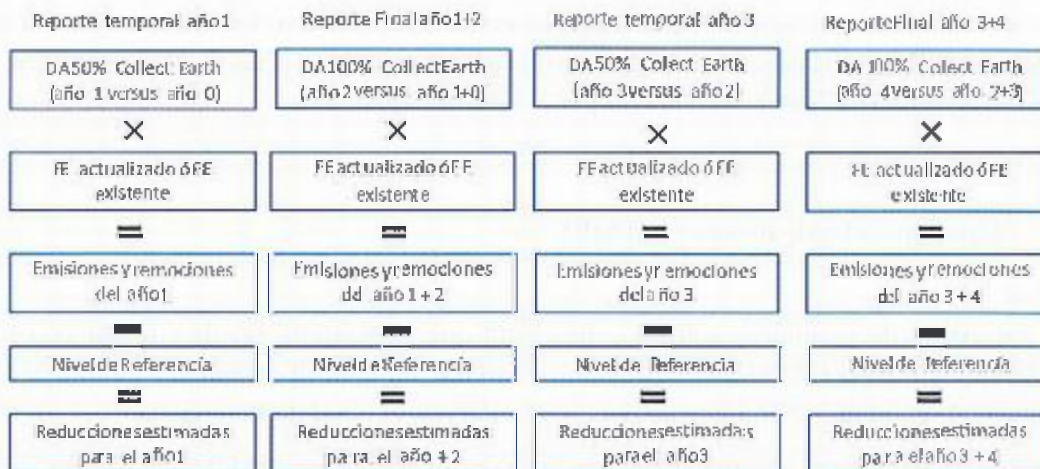 Reporte temporal año 1
DA50% Collect Earth
(año 1 versus año 0)
×
FE actualizado ó FE
existente
=
Emisiones y remociones
del año1
−
Nivel de Referencia
=
Reducciones estimadas
para el año1
Reporte Final año 1+2
DA100% Collect Earth
(año 2 versus año 1+0)
×
FE actualizado ó FE
existente
=
Emisiones y remociones
del año 1 + 2
−
Nivel de Referencia
=
Reducciones estimadas
para el año +2
Reporte temporal año 3
DA50% Colect Earth
(año 3 versus año 2)
×
FE actualizado ó FE
existente
=
Emisiones y remociones
del año 3
−
Nivel de Referencia
=
Reducciones estimadas
para el año3
Reporte Final año 3+4
DA 100% Colect Earth
(año 4 versus año 2+3)
×
FE actualizado ó FE
existente
=
Emisiones y remociones
del año 3 + 4
−
Nivel de Referencia
=
Reducciones estimadas
para el año 3 + 4